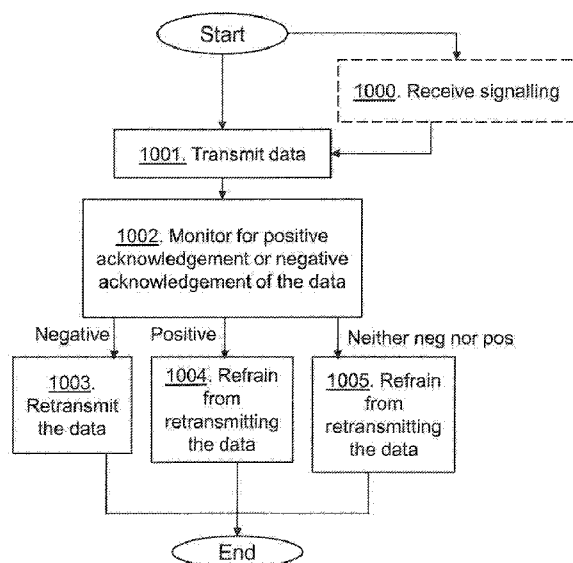 Start
1000. Receive signalling
1001. Transmit data
1002. Monitor for positive
acknowledgement or negative
acknowledgement of the data
Negative
Positive
Neither neg nor pos
1003.
Retransmit
the data
1004. Refrain
from
retransmitting
the data
1005. Refrain
from
retransmitting
the data
End